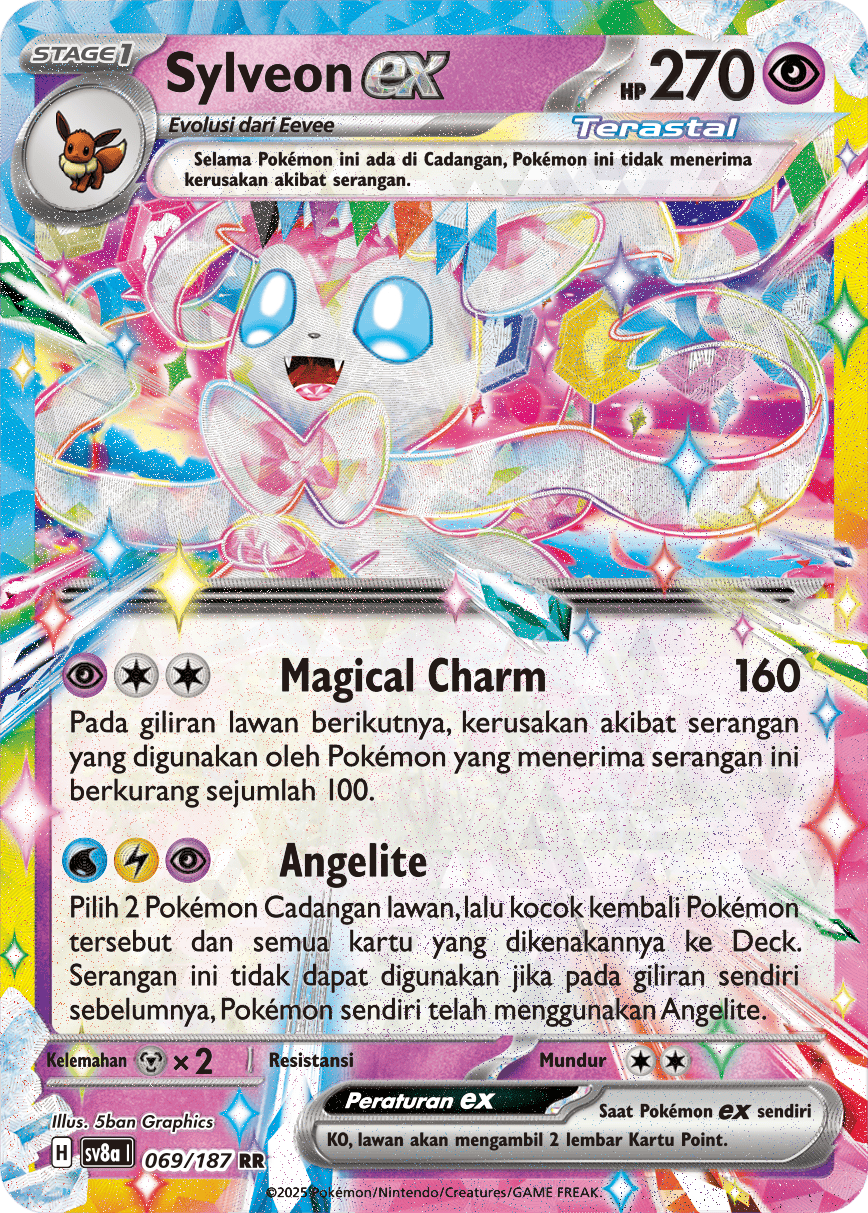 STAGE1
Sylveon ex
HP 270
Evolusi dari Eevee
Terastal
Selama Pokémon ini ada di Cadangan, Pokémon ini tidak menerima
kerusakan akibat serangan.
Magical Charm 160
Pada giliran lawan berikutnya, kerusakan akibat serangan
yang digunakan oleh Pokémon yang menerima serangan ini
berkurang sejumlah 100.
Angelite
Pilih 2 Pokémon Cadangan lawan, lalu kocok kembali Pokémon
tersebut dan semua kartu yang dikenakannya ke Deck.
Serangan ini tidak dapat digunakan jika pada giliran sendiri
sebelumnya, Pokémon sendiri telah menggunakan Angelite.
Kelemahan ×2 Resistansi Mundur
Peraturan ex
Saat Pokémon ex sendiri
KO, lawan akan mengambil 2 lembar Kartu Point.
Illus. 5ban Graphics
H sv8a I 069/187 RR
©2025 Pokémon/Nintendo/Creatures/GAME FREAK.